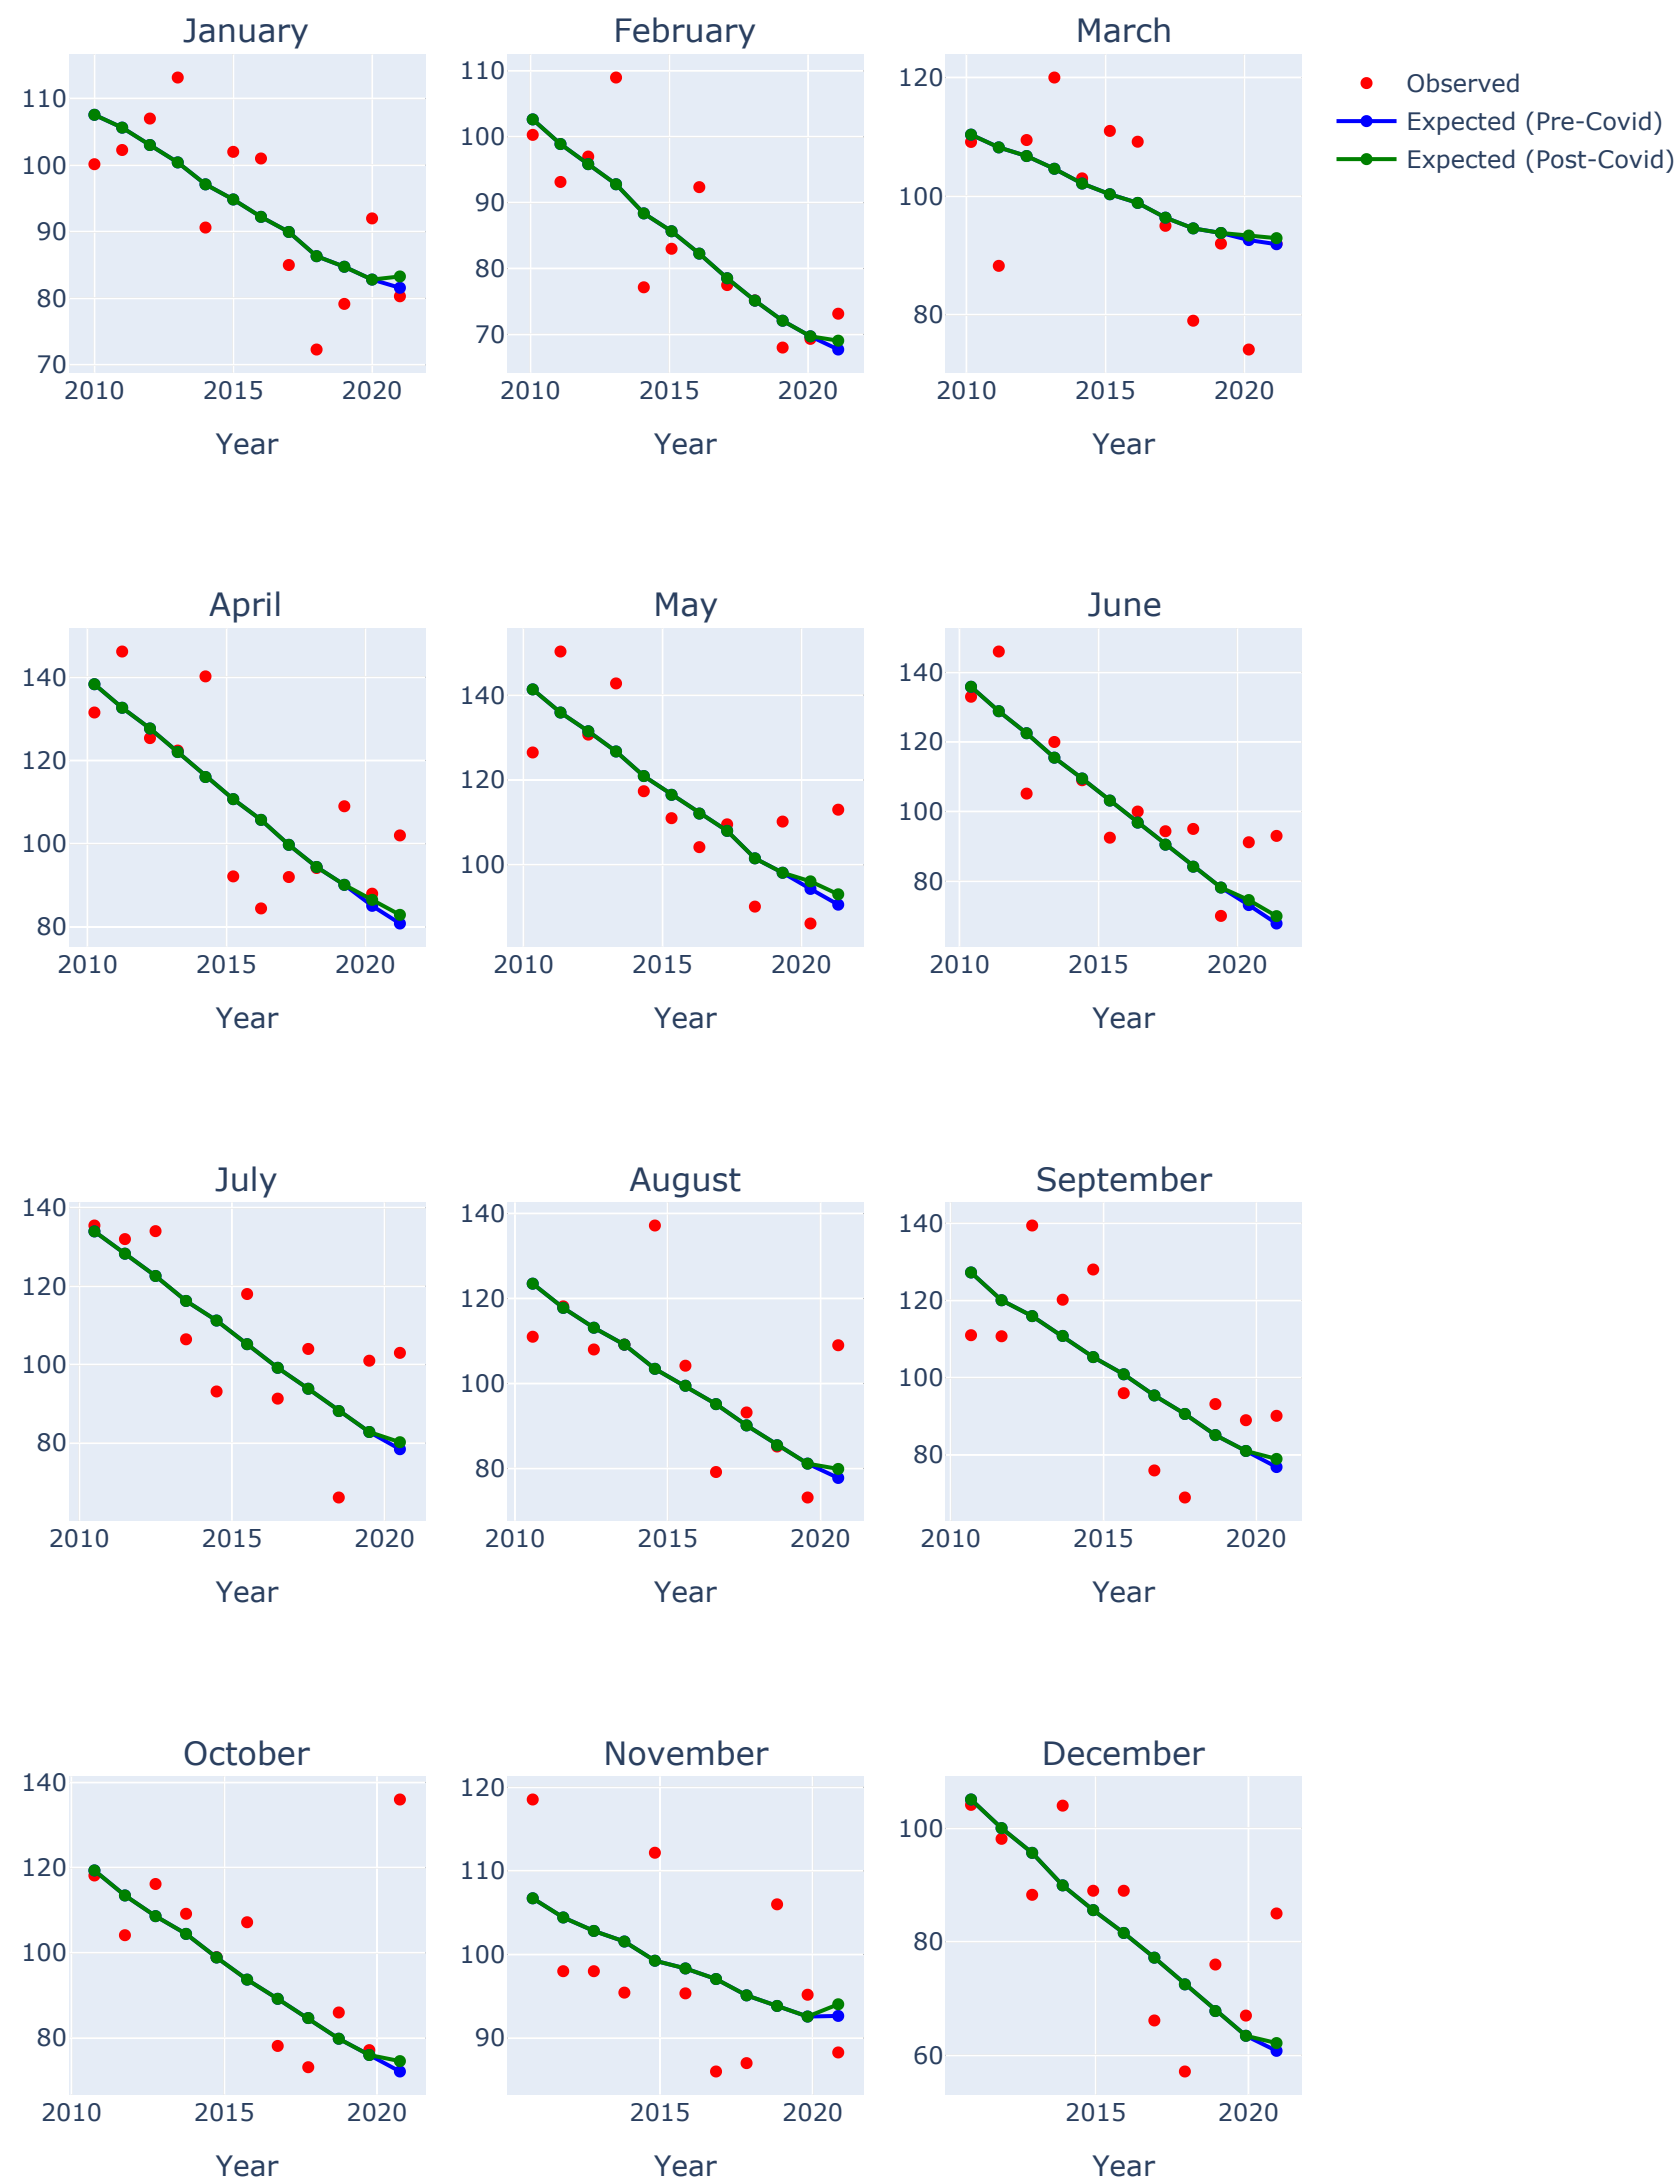 January February March
110
100
90
80
70
2010 2015 2020
Year
110
100
90
80
70
2010 2015 2020
Year
120
100
80
2010 2015 2020
Year
Observed
Expected (Pre-Covid)
Expected (Post-Covid)
April May June
140
120
100
80
2010 2015 2020
Year
140
120
100
2010 2015 2020
Year
140
120
100
80
2010 2015 2020
Year
July August September
140
120
100
80
2010 2015 2020
Year
140
120
100
80
2010 2015 2020
Year
140
120
100
80
2010 2015 2020
Year
October November December
140
120
100
80
2010 2015 2020
Year
120
110
100
90
2015 2020
Year
100
80
60
2015 2020
Year